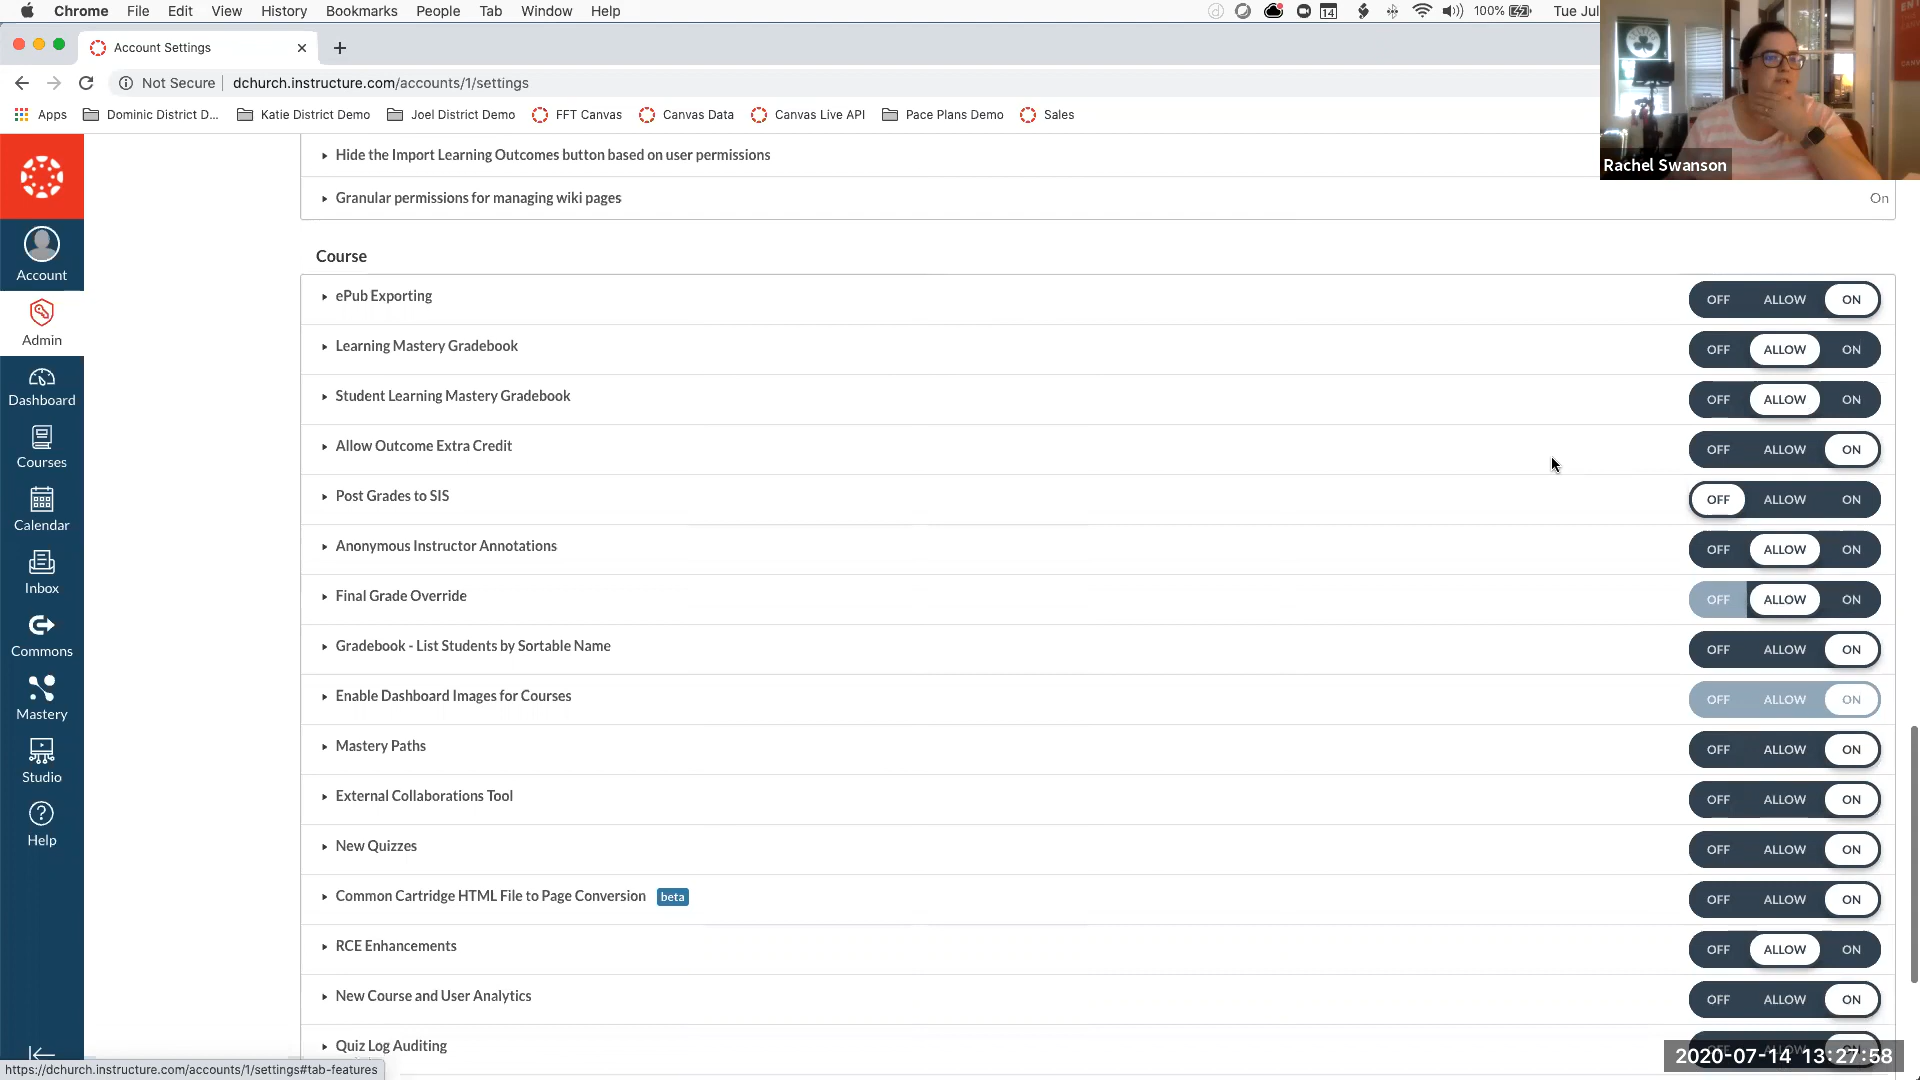 Chrome File Edit View History Bookmarks People Tab Window Help
14 100% Tue Jul
Account Settings
Not Secure dchurch.instructure.com/accounts/1/settings
Apps Dominic District D... Katie District Demo Joel District Demo FFT Canvas Canvas Data Canvas Live API Pace Plans Demo Sales
Rachel Swanson
Hide the Import Learning Outcomes button based on user permissions
Granular permissions for managing wiki pages On
Course
ePub Exporting OFF ALLOW ON
Learning Mastery Gradebook OFF ALLOW ON
Student Learning Mastery Gradebook OFF ALLOW ON
Allow Outcome Extra Credit OFF ALLOW ON
Post Grades to SIS OFF ALLOW ON
Anonymous Instructor Annotations OFF ALLOW ON
Final Grade Override OFF ALLOW ON
Gradebook - List Students by Sortable Name OFF ALLOW ON
Enable Dashboard Images for Courses OFF ALLOW ON
Mastery Paths OFF ALLOW ON
External Collaborations Tool OFF ALLOW ON
New Quizzes OFF ALLOW ON
Common Cartridge HTML File to Page Conversion beta OFF ALLOW ON
RCE Enhancements OFF ALLOW ON
New Course and User Analytics OFF ALLOW ON
Quiz Log Auditing
Account
Admin
Dashboard
Courses
Calendar
Inbox
Commons
Mastery
Studio
Help
https://dchurch.instructure.com/accounts/1/settings#tab-features
2020-07-14 13:27:58